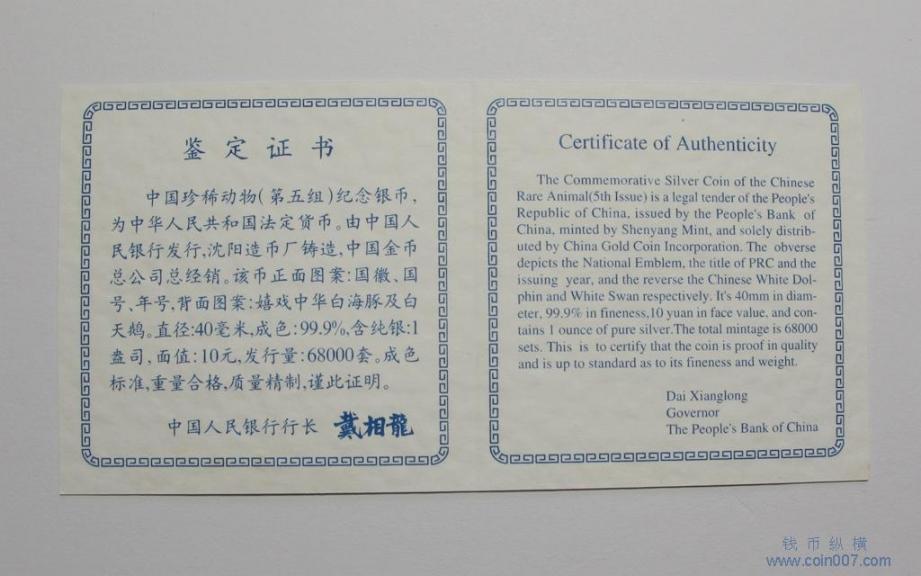 鉴定证书
中国珍稀动物(第五组)纪念银币,
为中华人民共和国法定货币。由中国人
民银行发行,沈阳造币厂铸造,中国金币
总公司总经销。该币正面图案:国徽、国
号、年号,背面图案:嬉戏中华白海豚及白
天鹅。直径:40毫米,成色:99.9%,含纯银:1
盎司,面值:10元,发行量:68000套。成色
标准,重量合格,质量精制,谨此证明。
中国人民银行行长 戴相龍
Certificate of Authenticity
The Commemorative Silver Coin of the Chinese
Rare Animal(5th Issue) is a legal tender of the People's
Republic of China, issued by the People's Bank of
China, minted by Shenyang Mint, and solely distrib-
uted by China Gold Coin Incorporation. The obverse
depicts the National Emblem, the title of PRC and the
issuing year, and the reverse the Chinese White Dol-
phin and White Swan respectively. It's 40mm in diam-
eter, 99.9% in fineness,10 yuan in face value, and con-
tains 1 ounce of pure silver.The total mintage is 68000
sets. This is to certify that the coin is proof in quality
and is up to standard as to its fineness and weight.
Dai Xianglong
Governor
The People's Bank of China
钱币纵横
www.coin007.com